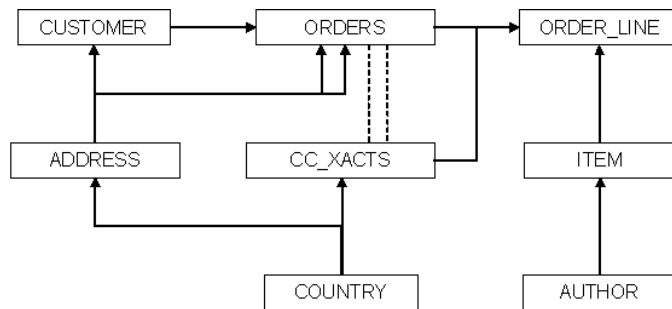 CUSTOMER
ORDERS
ORDER_LINE
ADDRESS
CC_XACTS
ITEM
COUNTRY
AUTHOR